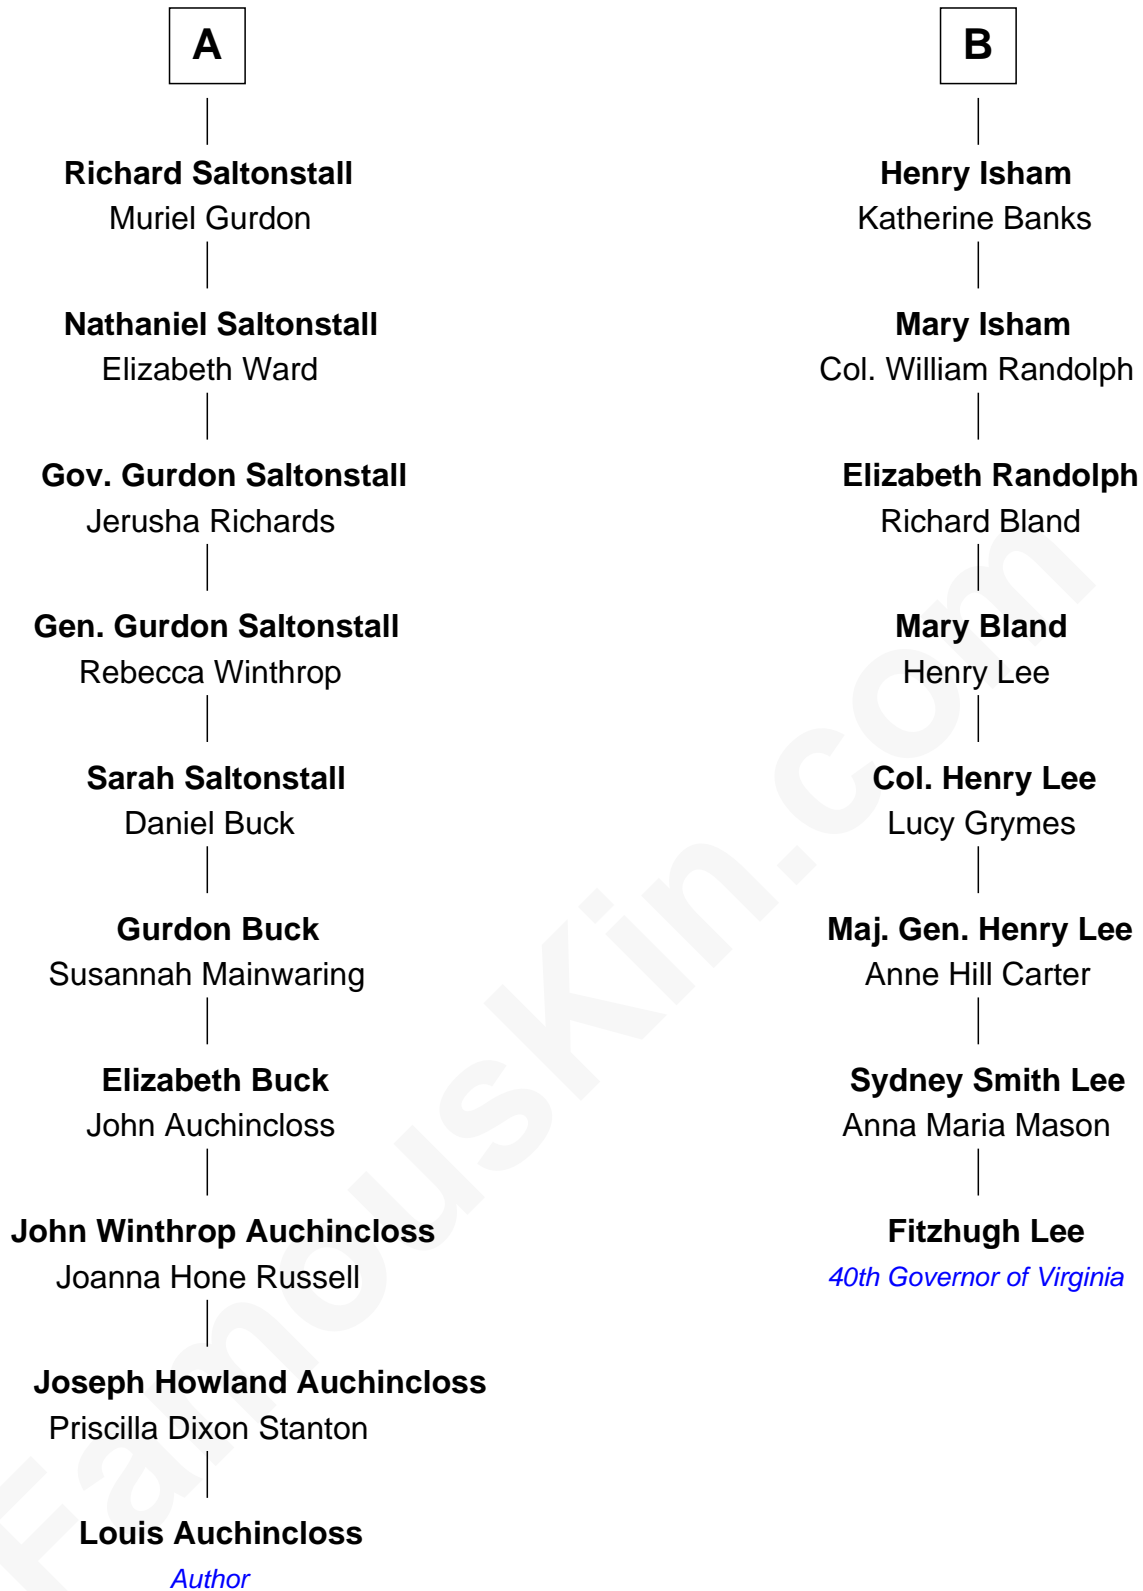 A
Richard Saltonstall
Muriel Gurdon
Nathaniel Saltonstall
Elizabeth Ward
Gov. Gurdon Saltonstall
Jerusha Richards
Gen. Gurdon Saltonstall
Rebecca Winthrop
Sarah Saltonstall
Daniel Buck
Gurdon Buck
Susannah Mainwaring
Elizabeth Buck
John Auchincloss
John Winthrop Auchincloss
Joanna Hone Russell
Joseph Howland Auchincloss
Priscilla Dixon Stanton
Louis Auchincloss
Author
B
Henry Isham
Katherine Banks
Mary Isham
Col. William Randolph
Elizabeth Randolph
Richard Bland
Mary Bland
Henry Lee
Col. Henry Lee
Lucy Grymes
Maj. Gen. Henry Lee
Anne Hill Carter
Sydney Smith Lee
Anna Maria Mason
Fitzhugh Lee
40th Governor of Virginia
FamousKin.com